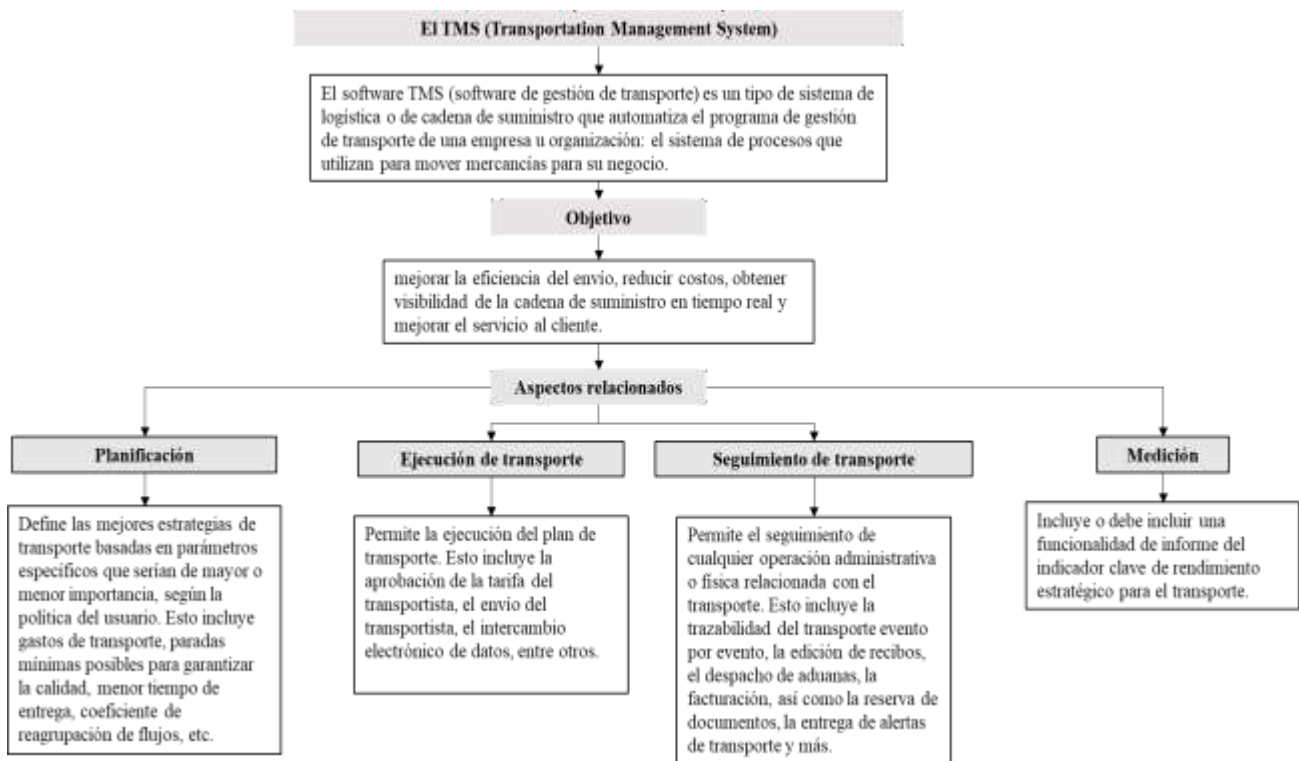 El TMS (Transportation Management System)
El software TMS (software de gestión de transporte) es un tipo de sistema de
logística o de cadena de suministro que automatiza el programa de gestión
de transporte de una empresa u organización: el sistema de procesos que
utilizan para mover mercancías para su negocio.
Objetivo
mejorar la eficiencia del envío, reducir costos, obtener
visibilidad de la cadena de suministro en tiempo real y
mejorar el servicio al cliente.
Aspectos relacionados
Planificación
Define las mejores estrategias de
transporte basadas en parámetros
específicos que serían de mayor o
menor importancia, según la
política del usuario. Esto incluye
gastos de transporte, paradas
mínimas posibles para garantizar
la calidad, menor tiempo de
entrega, coeficiente de
reagrupación de flujos, etc.
Ejecución de transporte
Permite la ejecución del plan de
transporte. Esto incluye la
aprobación de la tarifa del
transportista, el envío del
transportista, el intercambio
electrónico de datos, entre otros.
Seguimiento de transporte
Permite el seguimiento de
cualquier operación administrativa
o física relacionada con el
transporte. Esto incluye la
trazabilidad del transporte evento
por evento, la edición de recibos,
el despacho de aduanas, la
facturación, así como la reserva de
documentos, la entrega de alertas
de transporte y más.
Medición
Incluye o debe incluir una
funcionalidad de informe del
indicador clave de rendimiento
estratégico para el transporte.